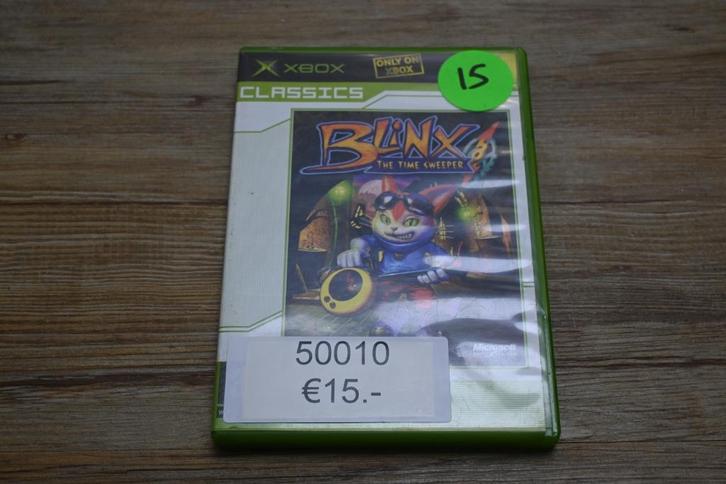 XBOX
ONLY ON
XBOX
15
CLASSICS
BLiNX
THE TIME SWEEPER
Microsoft
50010
€15.-